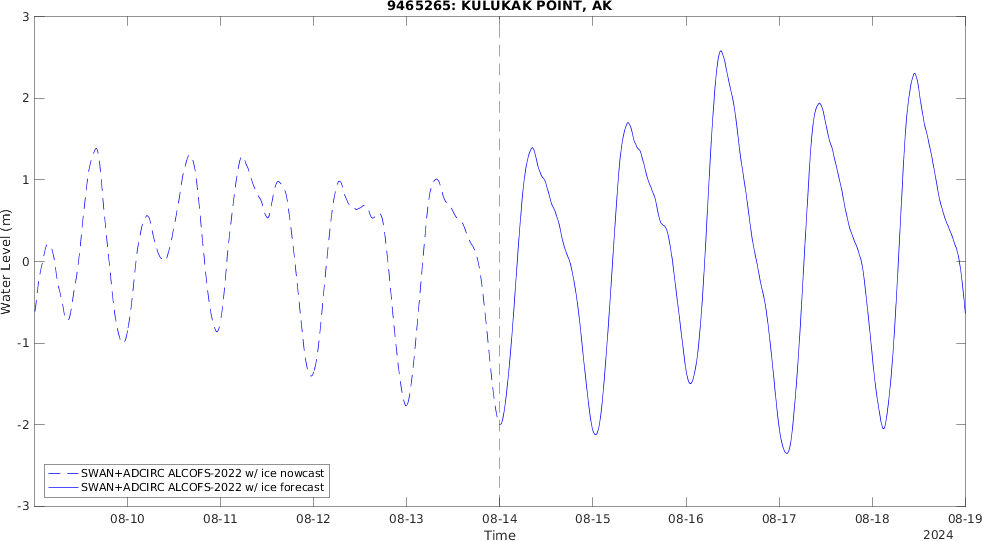 9465265: KULUKAK POINT, AK
3
2
1
0
-1
-2
-3
Water Level (m)
SWAN+ADCIRC ALCOFS-2022 w/ ice nowcast
SWAN+ADCIRC ALCOFS-2022 w/ ice forecast
08-10 08-11 08-12 08-13 08-14 08-15 08-16 08-17 08-18 08-19
Time
2024